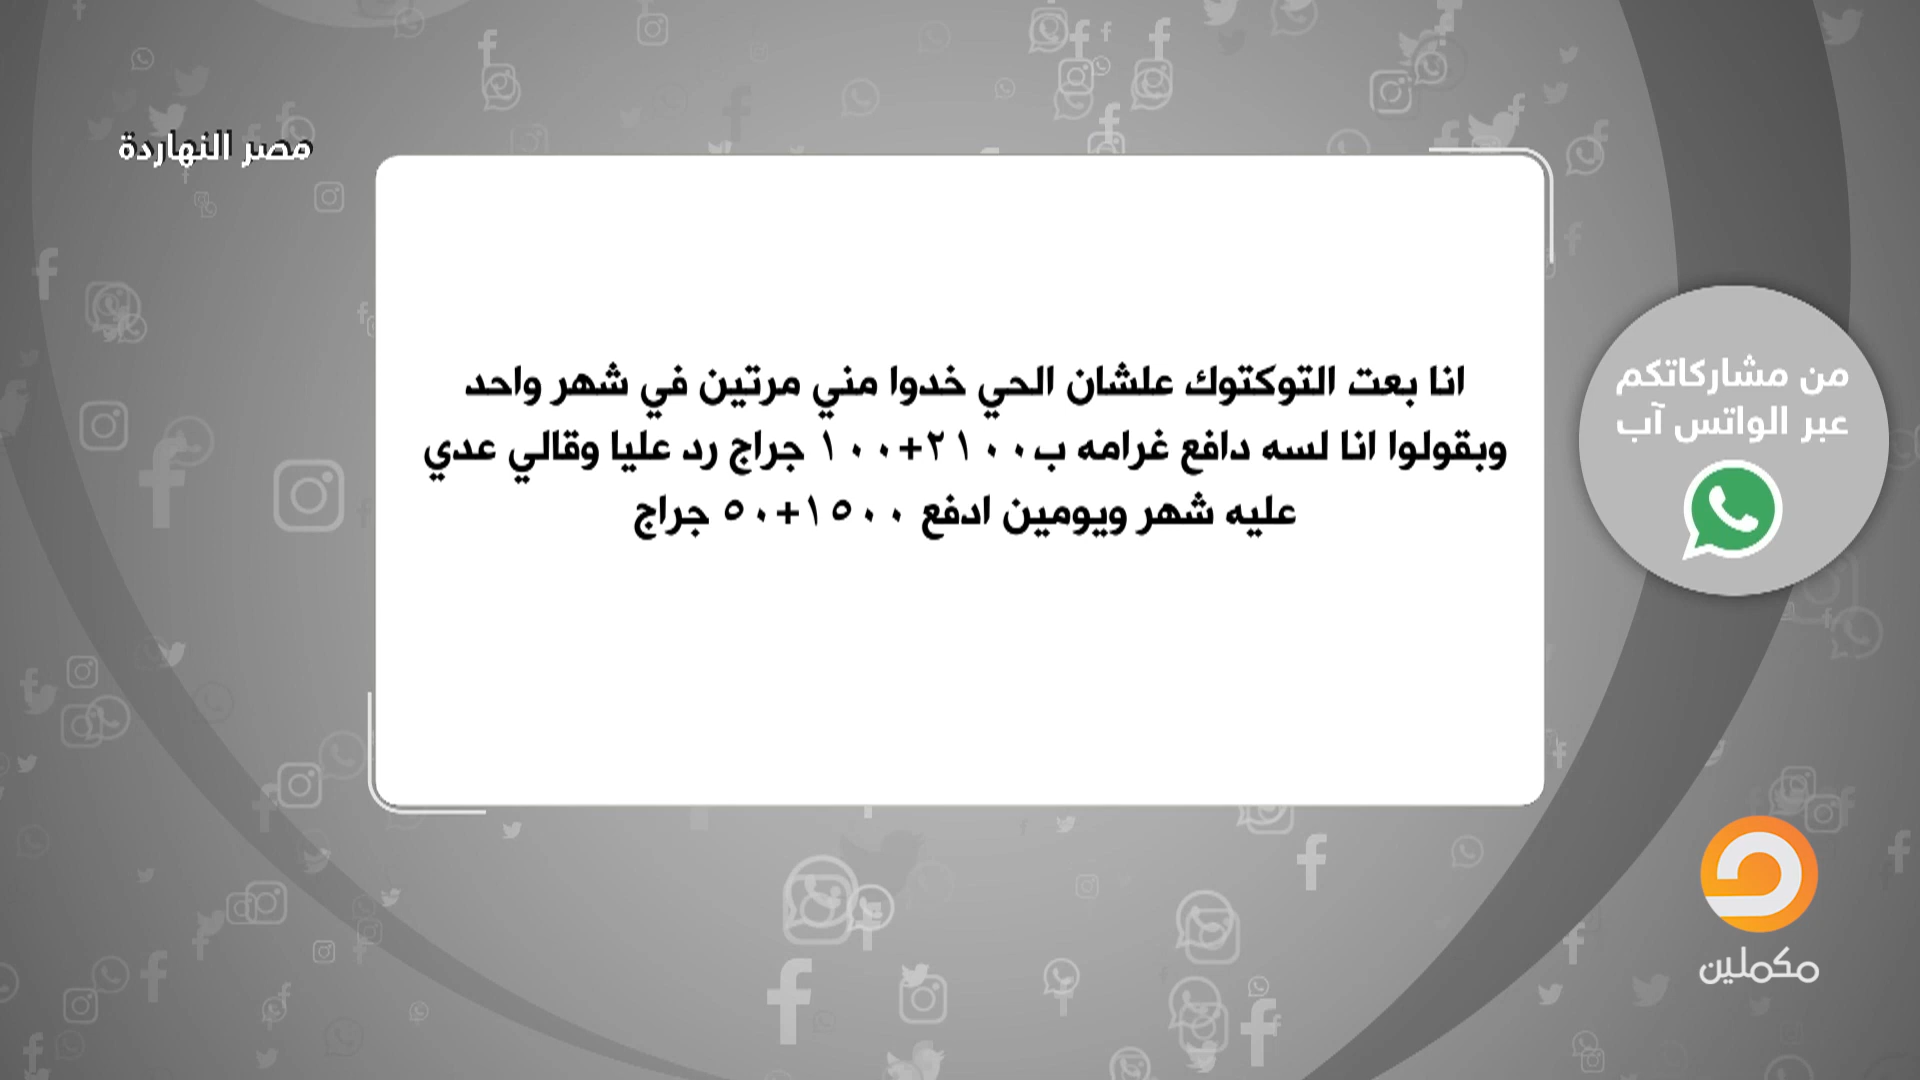 مصر النهاردة
انا بعت التوكتوك علشان الحي خدوا مني مرتين في شهر واحد
وبقولوا انا لسه دافع غرامه ب٢١٠٠+١٠٠ جراج رد عليا وقالي عدي
عليه شهر ويومين ادفع ١٥٠٠+٥٠ جراج
من مشاركاتكم
عبر الواتس آب
مكملين